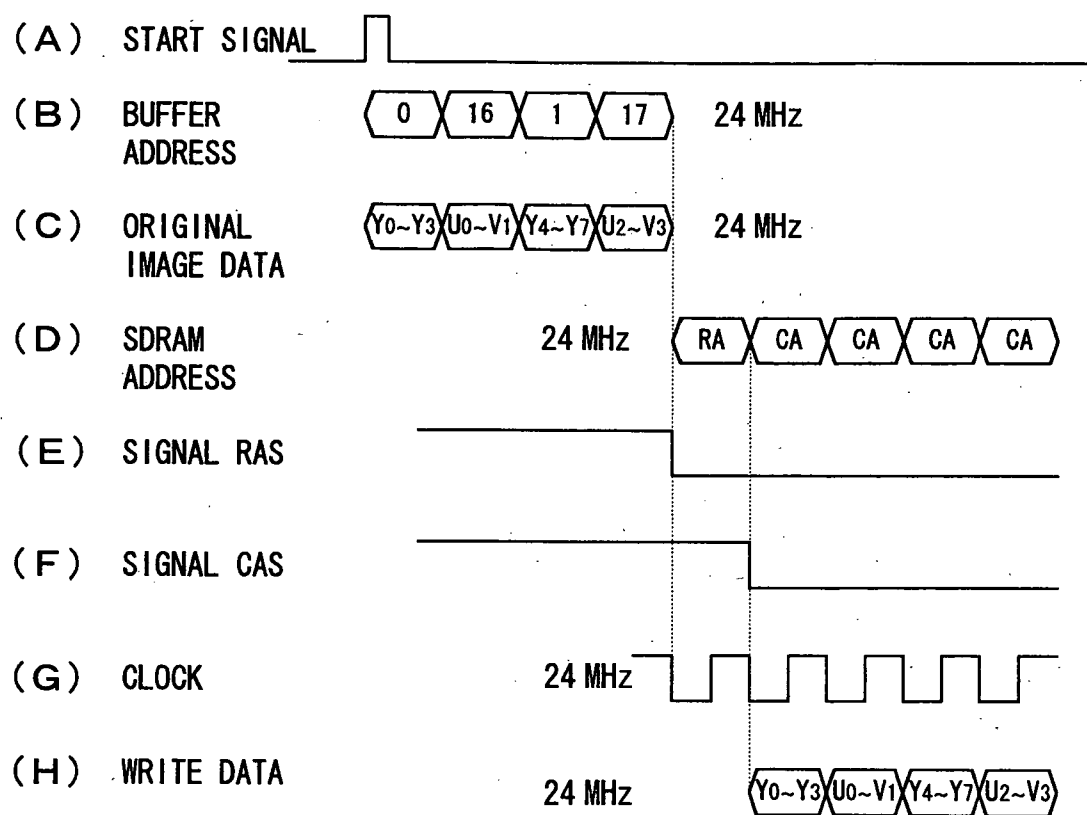 (A) START SIGNAL
(B) BUFFER ADDRESS 0 16 1 17 24 MHz
(C) ORIGINAL IMAGE DATA Y0~Y3 U0~V1 Y4~Y7 U2~V3 24 MHz
(D) SDRAM ADDRESS 24 MHz RA CA CA CA CA
(E) SIGNAL RAS
(F) SIGNAL CAS
(G) CLOCK 24 MHz
(H) WRITE DATA 24 MHz Y0~Y3 U0~V1 Y4~Y7 U2~V3